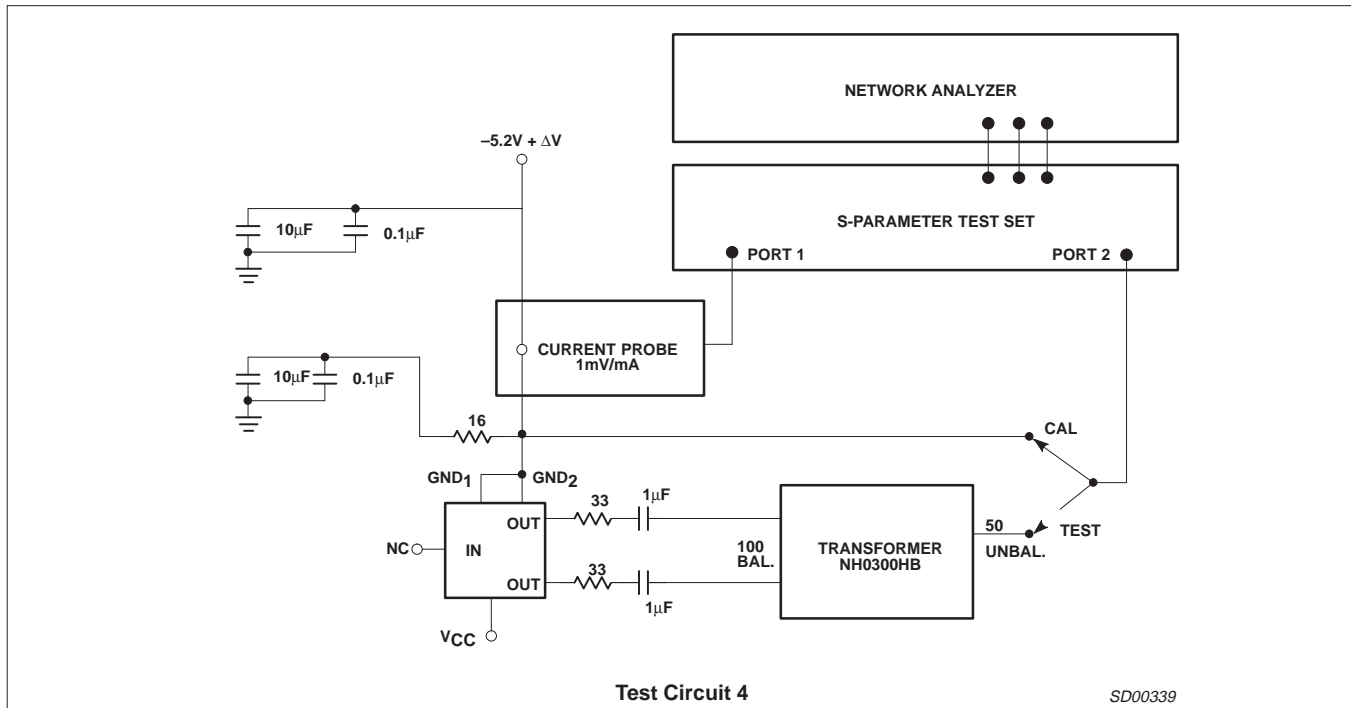 NETWORK ANALYZER
–5.2V + ΔV
S-PARAMETER TEST SET
10µF
0.1µF
PORT 1
PORT 2
CURRENT PROBE
1mV/mA
10µF
0.1µF
16
CAL
GND1
GND2
33
1µF
OUT
50
TEST
NC
IN
100
BAL.
TRANSFORMER
NH0300HB
UNBAL.
OUT
33
1µF
VCC
Test Circuit 4
SD00339